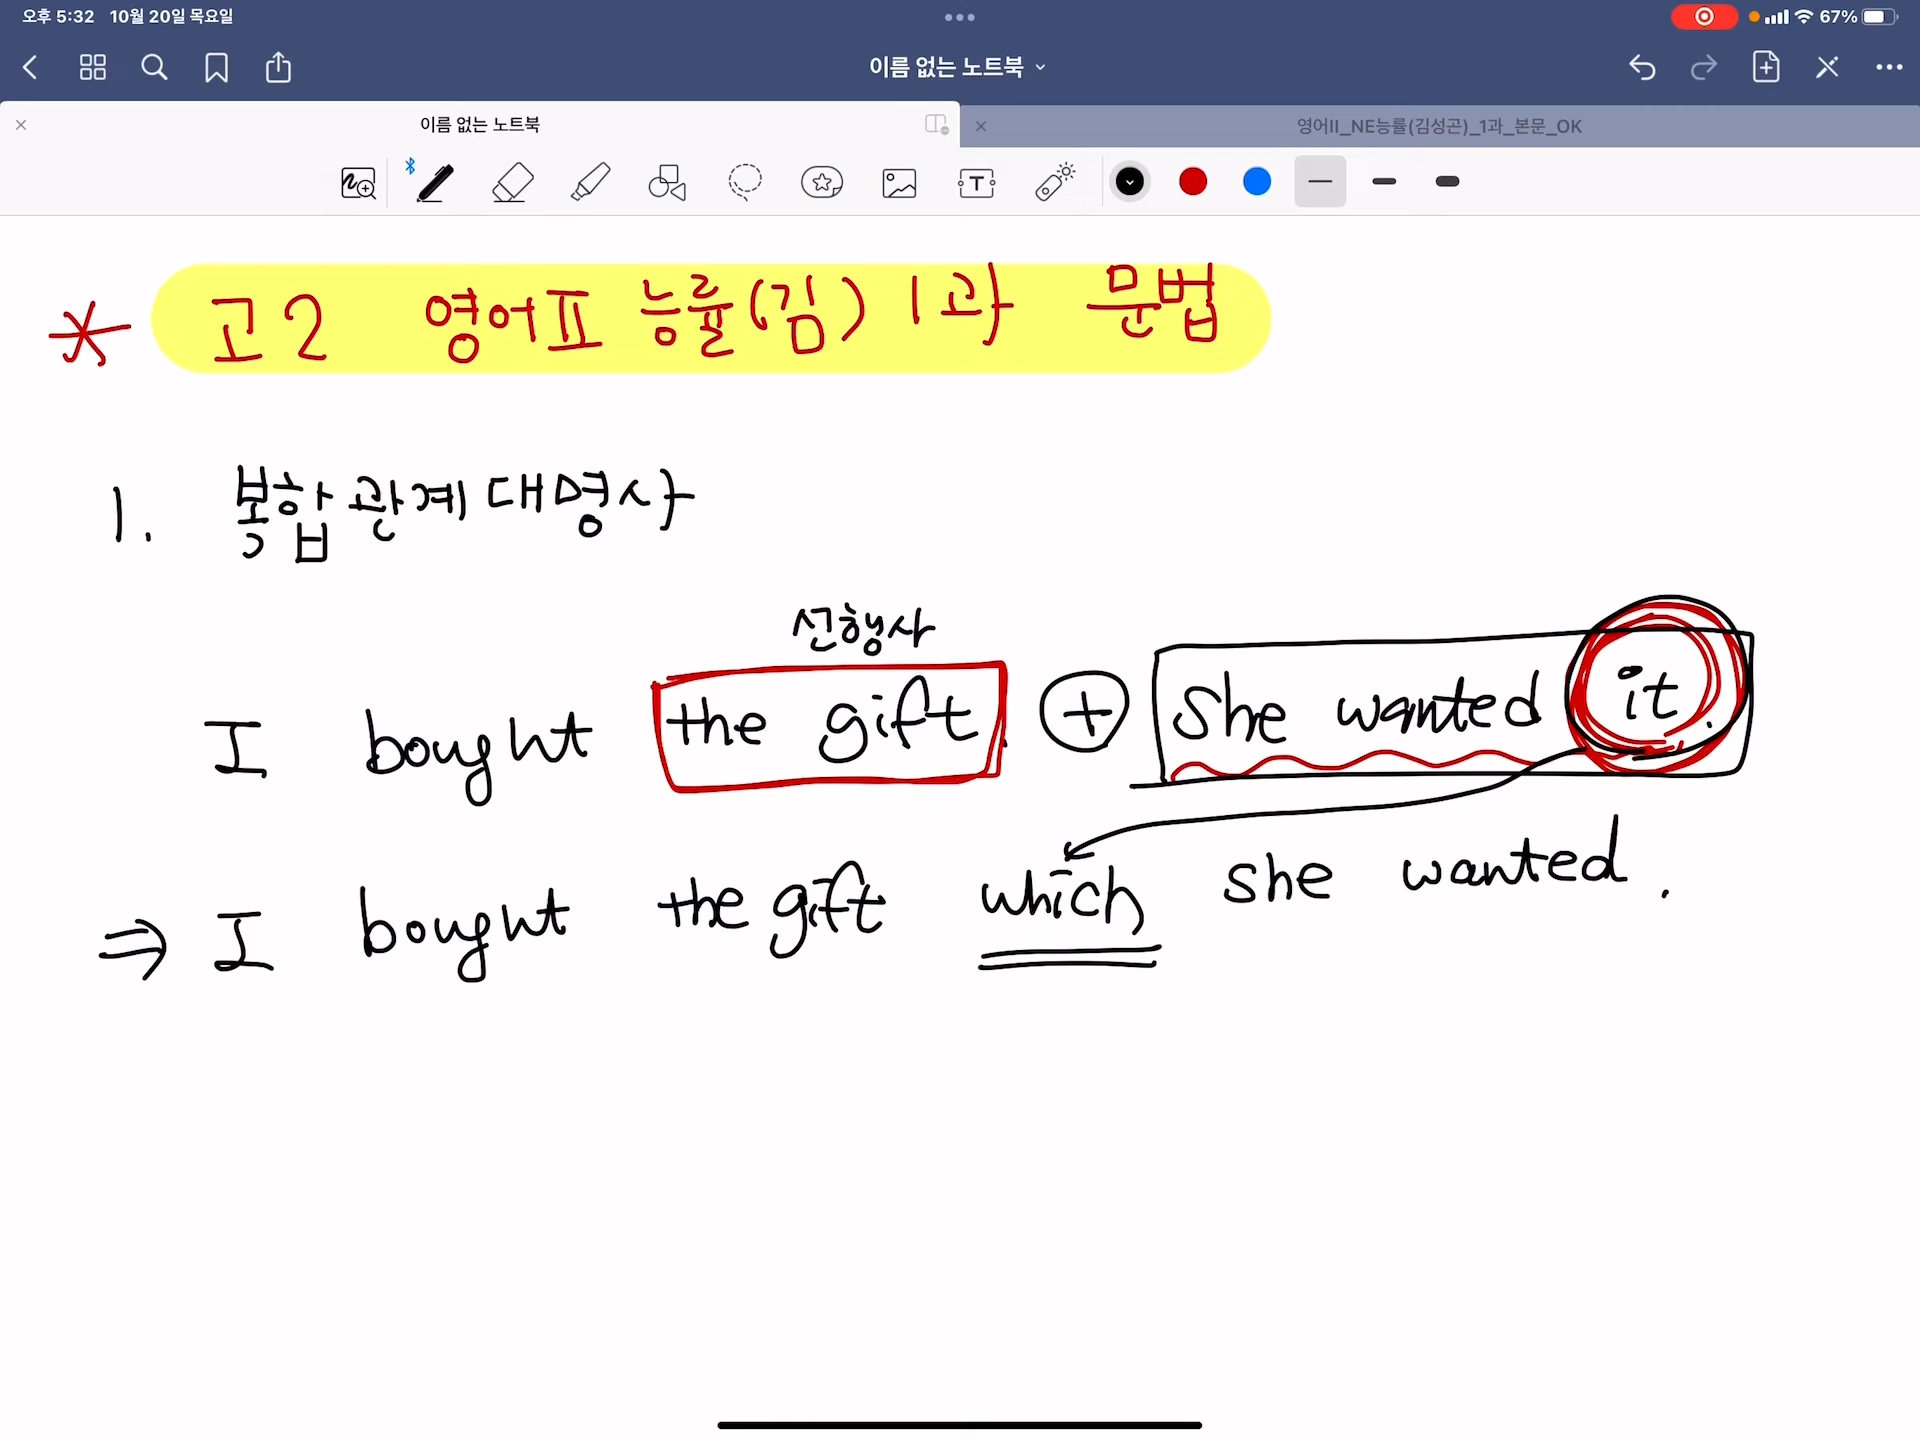 오후 5:32 10월 20일 목요일
67%
이름 없는 노트북
이름 없는 노트북
영어II_NE능률(김성곤)_1과_본문_OK
T
* 고2 영어Ⅱ 능률(김) 1과 문법
1. 복합관계대명사
선행사
I bought the gift. + She wanted it.
⇒ I bought the gift which she wanted.